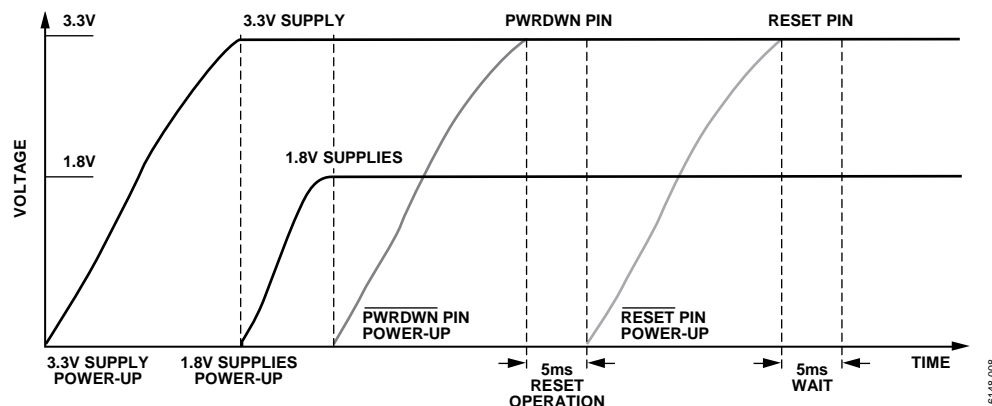 3.3V
3.3V SUPPLY
PWRDWN PIN
RESET PIN
VOLTAGE
1.8V
1.8V SUPPLIES
PWRDWN PIN
POWER-UP
RESET PIN
POWER-UP
3.3V SUPPLY
POWER-UP
1.8V SUPPLIES
POWER-UP
5ms
RESET
OPERATION
5ms
WAIT
TIME